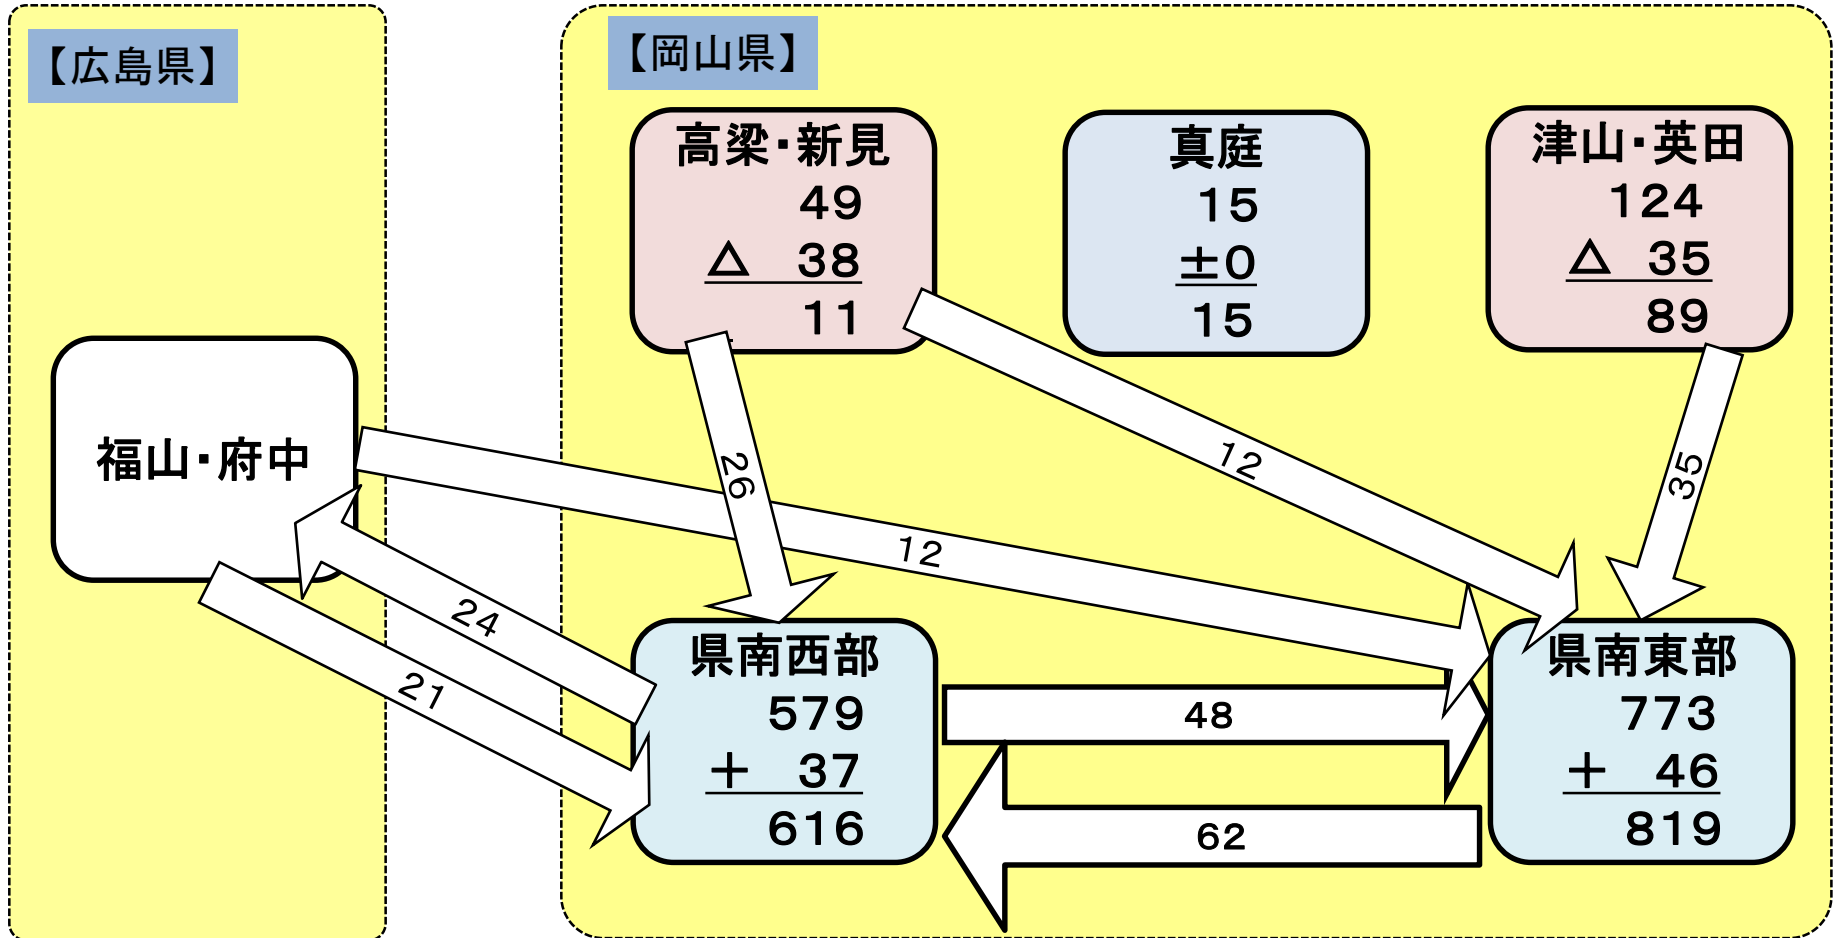 【広島県】
福山・府中
【岡山県】
高梁・新見
49
△ 38
11
真庭
15
±0
15
津山・英田
124
△ 35
89
26
12
35
12
24
21
県南西部
579
+ 37
616
48
62
県南東部
773
+ 46
819